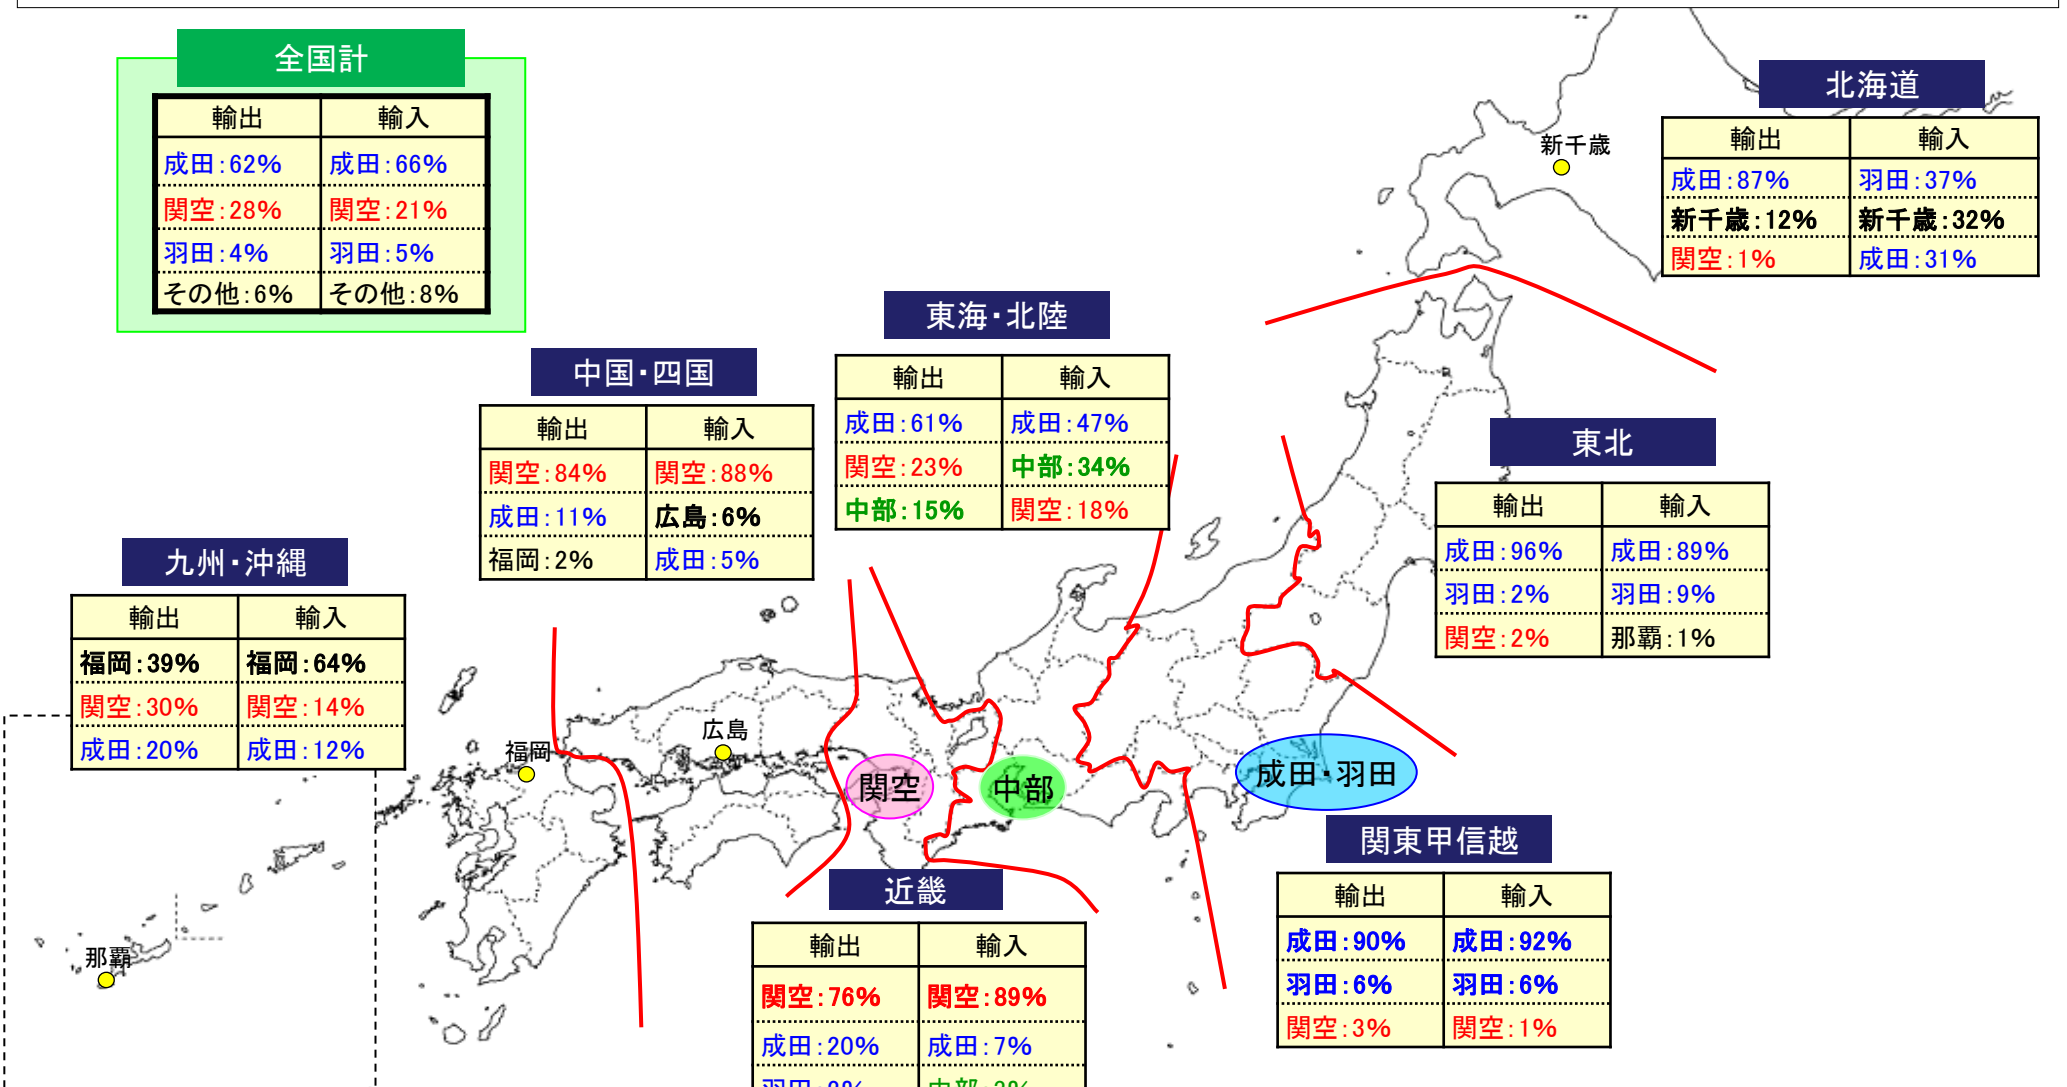 全国計
輸出 輸入
成田:62% 成田:66%
関空:28% 関空:21%
羽田:4% 羽田:5%
その他:6% その他:8%
北海道
輸出 輸入
成田:87% 羽田:37%
新千歳:12% 新千歳:32%
関空:1% 成田:31%
新千歳
東海・北陸
輸出 輸入
成田:61% 成田:47%
関空:23% 中部:34%
中部:15% 関空:18%
中国・四国
輸出 輸入
関空:84% 関空:88%
成田:11% 広島:6%
福岡:2% 成田:5%
東北
輸出 輸入
成田:96% 成田:89%
羽田:2% 羽田:9%
関空:2% 那覇:1%
九州・沖縄
輸出 輸入
福岡:39% 福岡:64%
関空:30% 関空:14%
成田:20% 成田:12%
福岡
広島
関空
中部
成田・羽田
那覇
関東甲信越
輸出 輸入
成田:90% 成田:92%
羽田:6% 羽田:6%
関空:3% 関空:1%
近畿
輸出 輸入
関空:76% 関空:89%
成田:20% 成田:7%